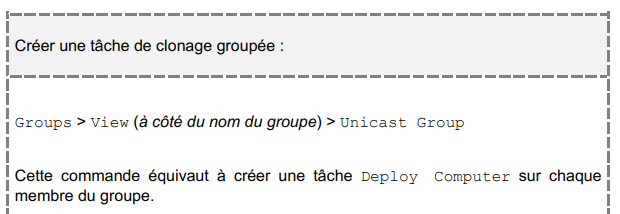 Créer une tâche de clonage groupée :
Groups > View (à côté du nom du groupe) > Unicast Group
Cette commande équivaut à créer une tâche Deploy Computer sur chaque
membre du groupe.